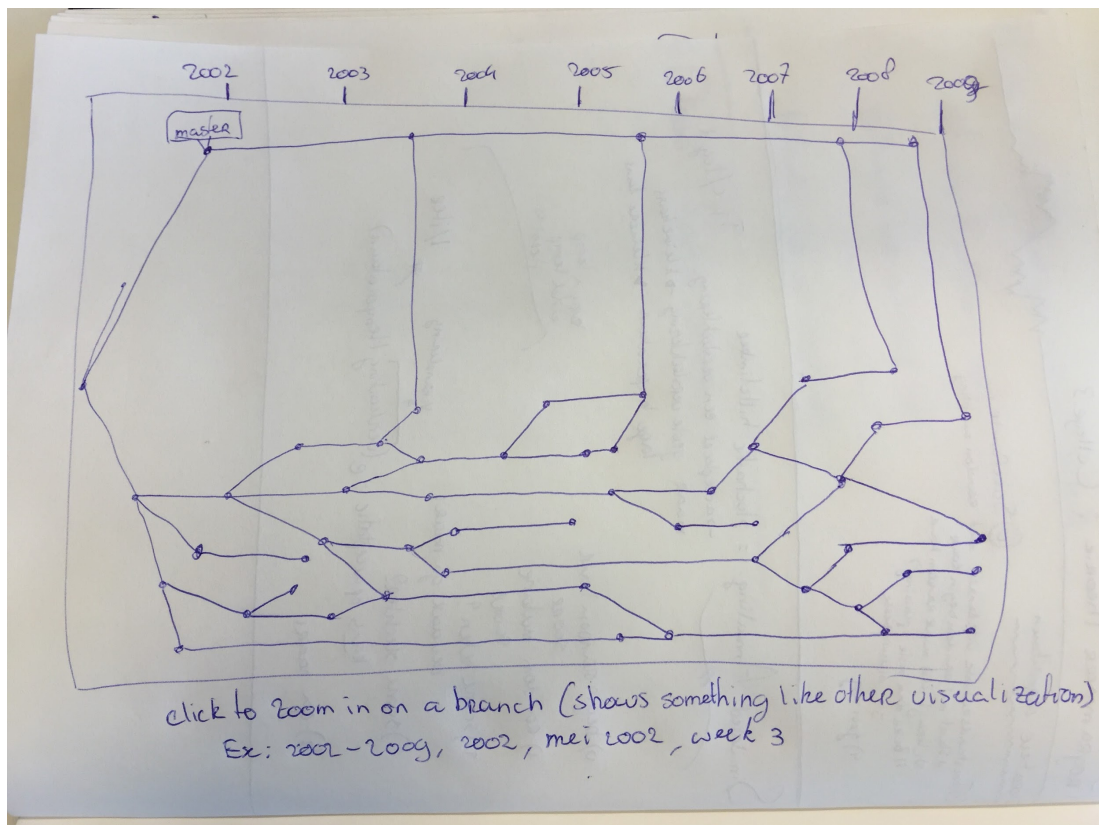 2002 2003 2004 2005 2006 2007 2008 2009
master
click to zoom in on a branch (shows something like other visualization)
Ex: 2002-2009, 2002, mei 2002, week 3